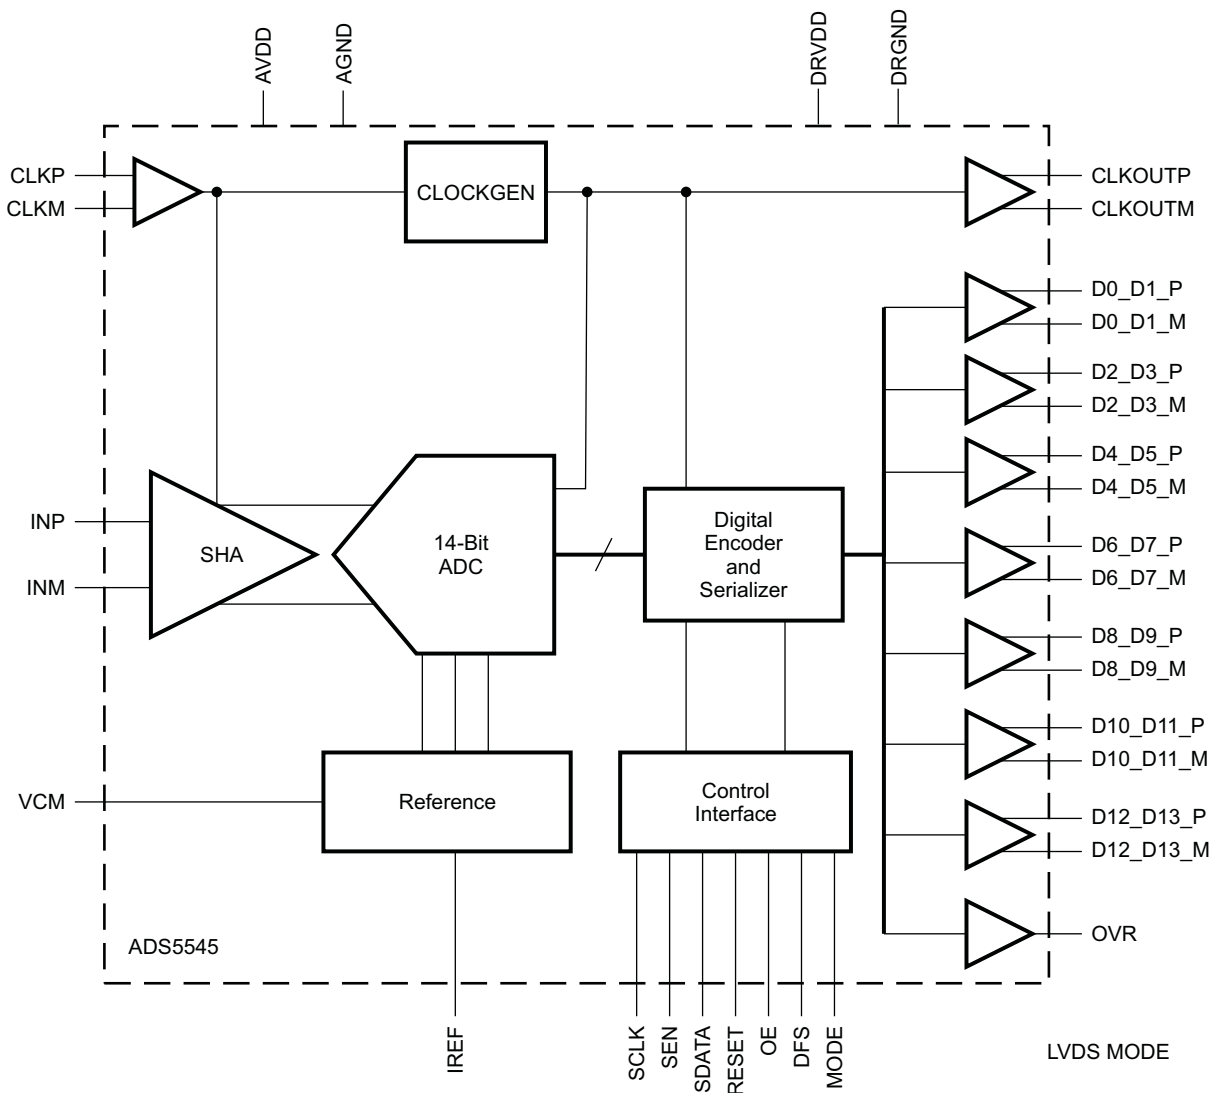 AVDD
AGND
DRVDD
DRGND
CLKP
CLKM
CLOCKGEN
CLKOUTP
CLKOUTM
D0_D1_P
D0_D1_M
D2_D3_P
D2_D3_M
D4_D5_P
D4_D5_M
INP
INM
SHA
14-Bit
ADC
Digital
Encoder
and
Serializer
D6_D7_P
D6_D7_M
D8_D9_P
D8_D9_M
D10_D11_P
D10_D11_M
VCM
Reference
Control
Interface
D12_D13_P
D12_D13_M
OVR
ADS5545
IREF
SCLK
SEN
SDATA
RESET
OE
DFS
MODE
LVDS MODE